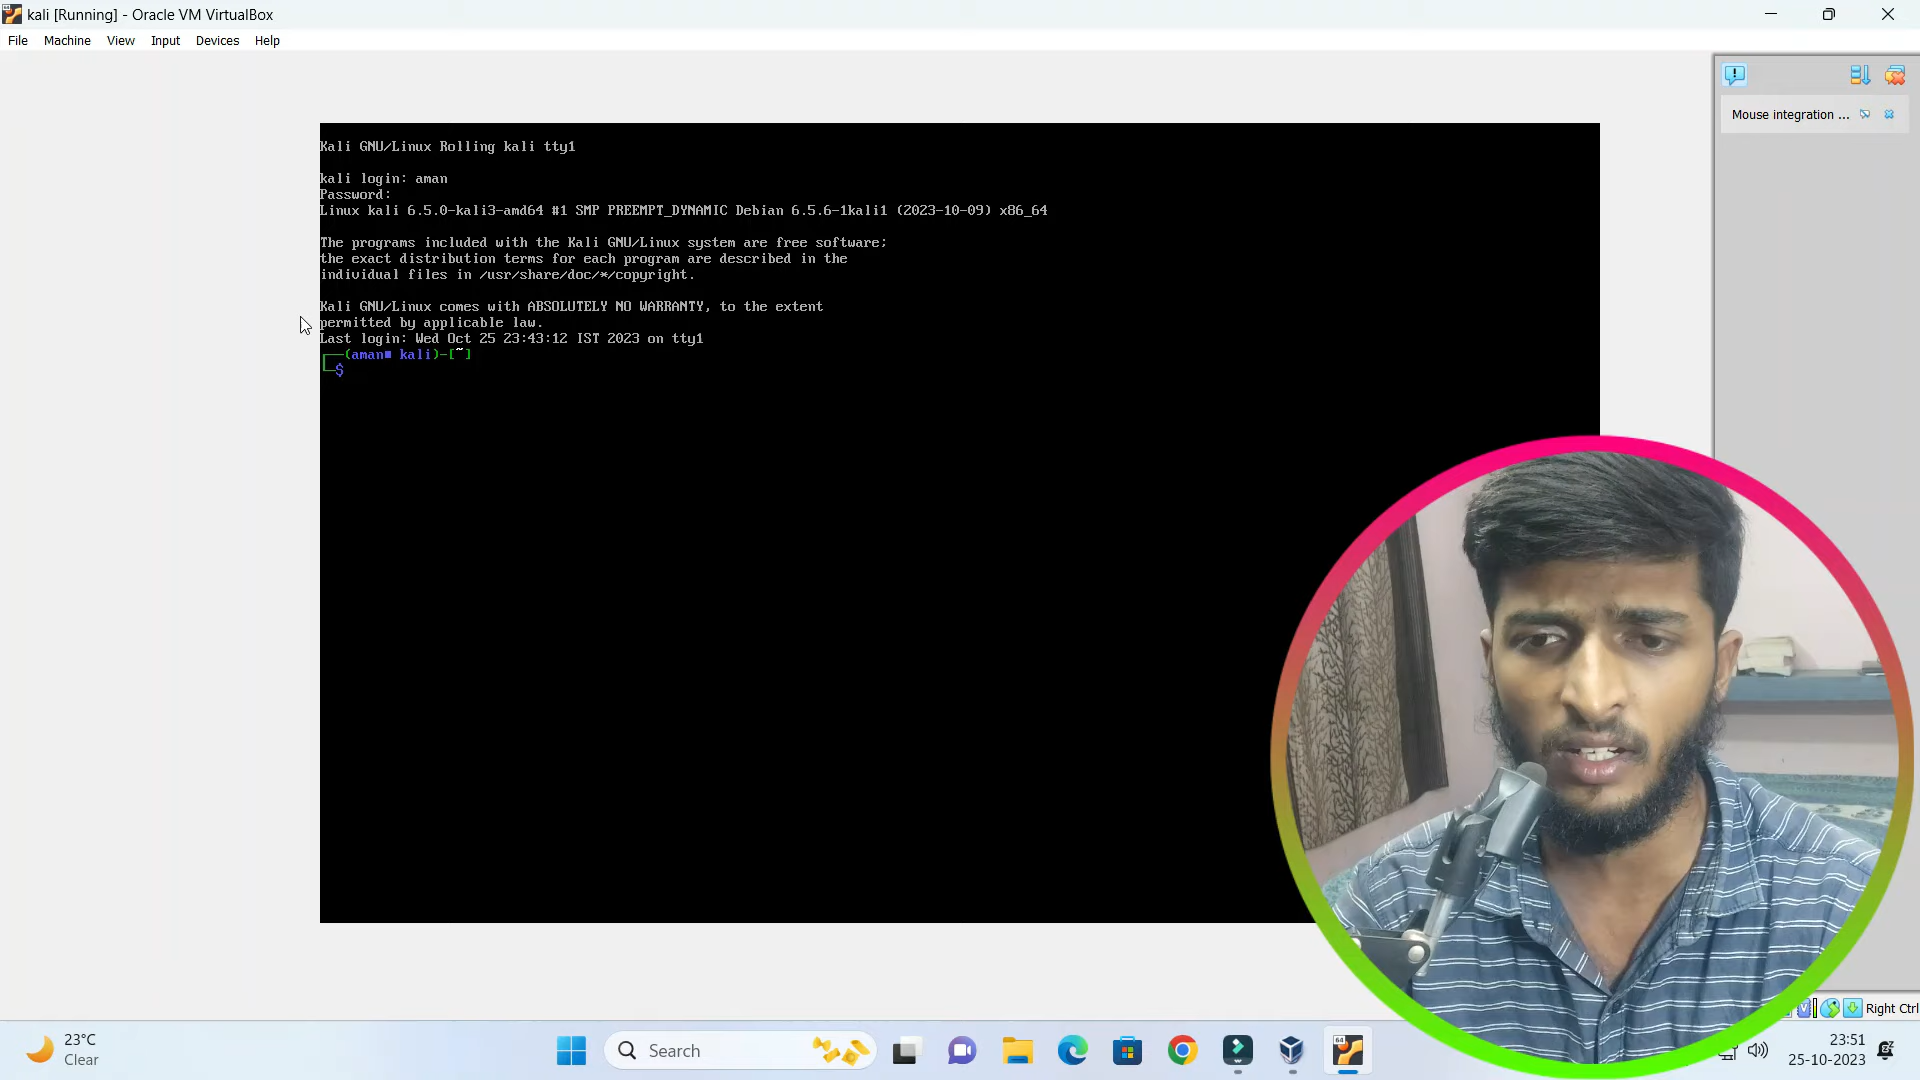 kali [Running] - Oracle VM VirtualBox
File Machine View Input Devices Help
Mouse integration ...
Kali GNU/Linux Rolling kali tty1
kali login: aman
Password:
Linux kali 6.5.0-kali3-amd64 #1 SMP PREEMPT_DYNAMIC Debian 6.5.6-1kali1 (2023-10-09) x86_64
The programs included with the Kali GNU/Linux system are free software;
the exact distribution terms for each program are described in the
individual files in /usr/share/doc/*/copyright.
Kali GNU/Linux comes with ABSOLUTELY NO WARRANTY, to the extent
permitted by applicable law.
Last login: Wed Oct 25 23:43:12 IST 2023 on tty1
┌──(aman■ kali)-[~]
└─$
Right Ctrl
23°C
Clear
Search
64
23:51
25-10-2023